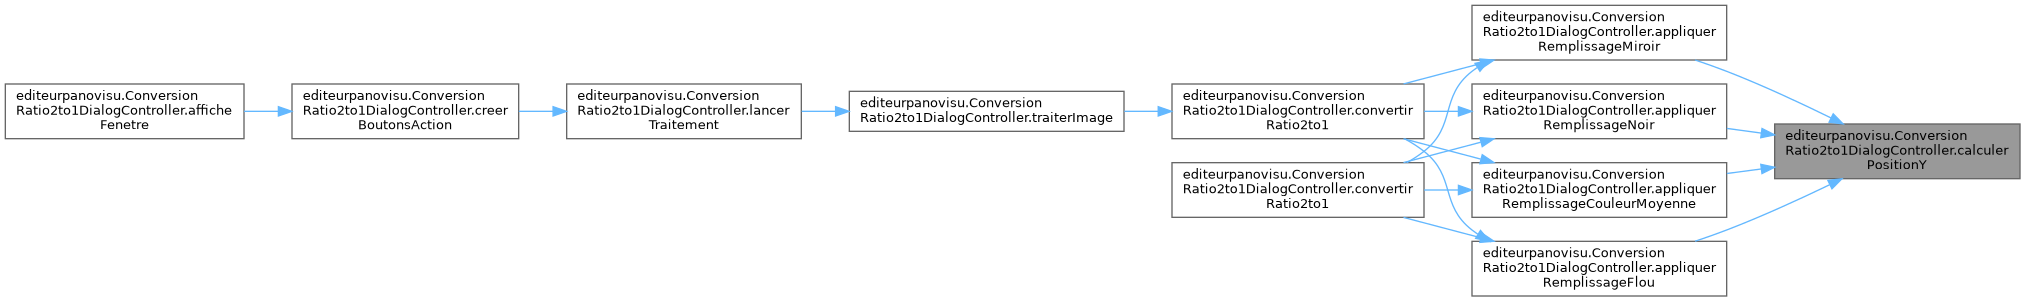 editeurpanovisu.Conversion
Ratio2to1DialogController.affiche
Fenetre
editeurpanovisu.Conversion
Ratio2to1DialogController.creer
BoutonsAction
editeurpanovisu.Conversion
Ratio2to1DialogController.lancer
Traitement
editeurpanovisu.Conversion
Ratio2to1DialogController.traiterImage
editeurpanovisu.Conversion
Ratio2to1DialogController.convertir
Ratio2to1
editeurpanovisu.Conversion
Ratio2to1DialogController.convertir
Ratio2to1
editeurpanovisu.Conversion
Ratio2to1DialogController.appliquer
RemplissageMiroir
editeurpanovisu.Conversion
Ratio2to1DialogController.appliquer
RemplissageNoir
editeurpanovisu.Conversion
Ratio2to1DialogController.appliquer
RemplissageCouleurMoyenne
editeurpanovisu.Conversion
Ratio2to1DialogController.appliquer
RemplissageFlou
editeurpanovisu.Conversion
Ratio2to1DialogController.calculer
PositionY